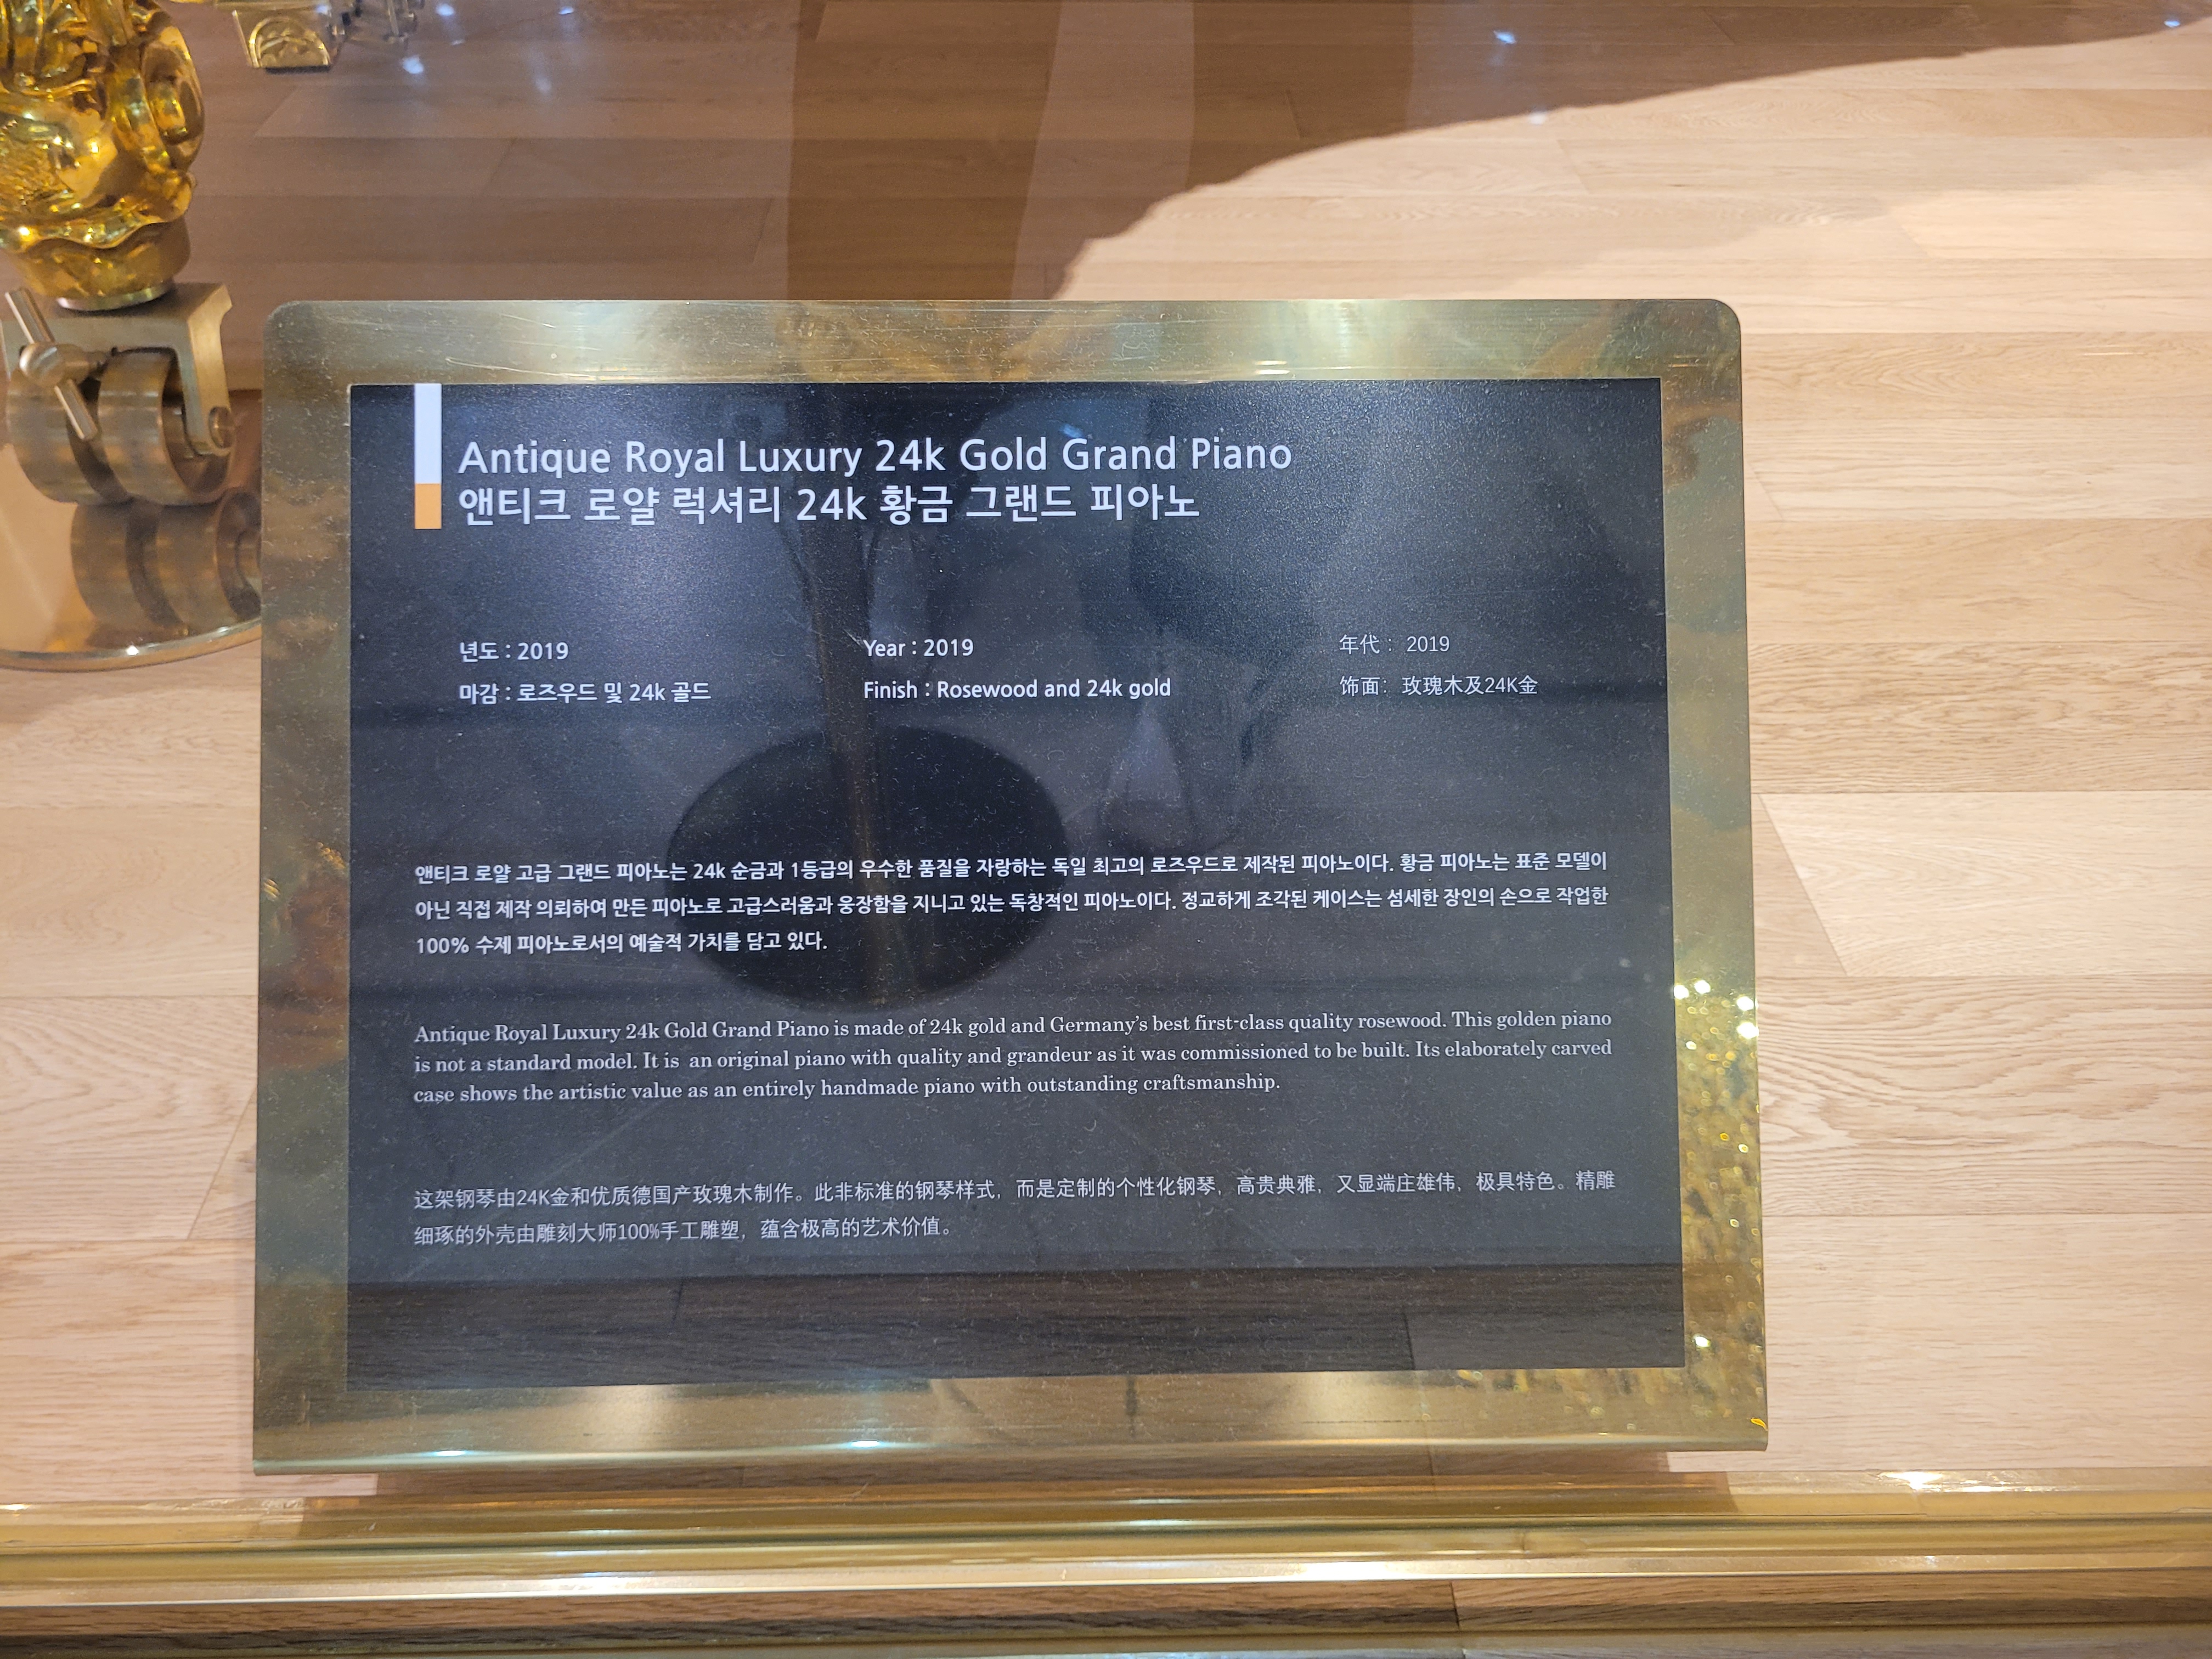 Antique Royal Luxury 24k Gold Grand Piano
앤티크 로얄 럭셔리 24k 황금 그랜드 피아노
년도 : 2019
마감 : 로즈우드 및 24k 골드
Year : 2019
Finish : Rosewood and 24k gold
年代 : 2019
饰面: 玫瑰木及24K金
앤티크 로얄 고급 그랜드 피아노는 24k 순금과 1등급의 우수한 품질을 자랑하는 독일 최고의 로즈우드로 제작된 피아노이다. 황금 피아노는 표준 모델이
아닌 직접 제작 의뢰하여 만든 피아노로 고급스러움과 웅장함을 지니고 있는 독창적인 피아노이다. 정교하게 조각된 케이스는 섬세한 장인의 손으로 작업한
100% 수제 피아노로서의 예술적 가치를 담고 있다.
Antique Royal Luxury 24k Gold Grand Piano is made of 24k gold and Germany's best first-class quality rosewood. This golden piano
is not a standard model. It is an original piano with quality and grandeur as it was commissioned to be built. Its elaborately carved
case shows the artistic value as an entirely handmade piano with outstanding craftsmanship.
这架钢琴由24K金和优质德国产玫瑰木制作。此非标准的钢琴样式，而是定制的个性化钢琴，高贵典雅，又显端庄雄伟，极具特色。精雕
细琢的外壳由雕刻大师100%手工雕塑，蕴含极高的艺术价值。